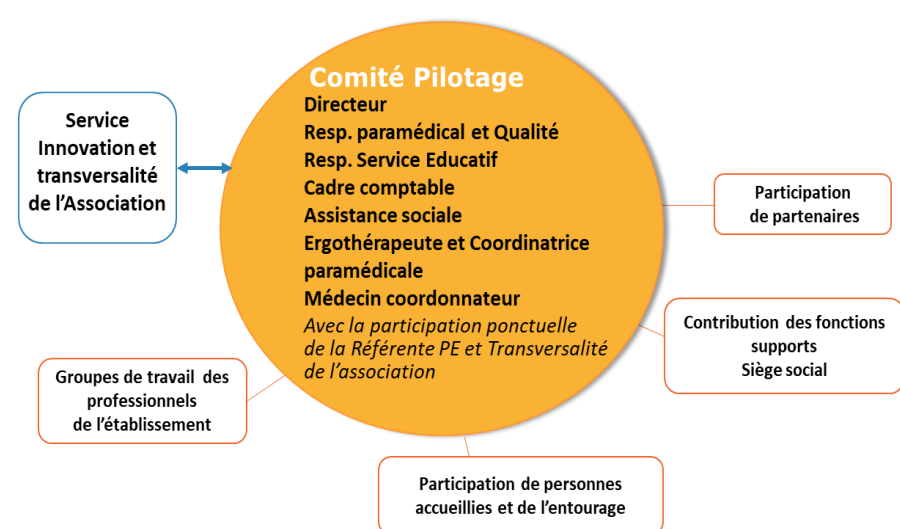 Comité Pilotage
Directeur
Resp. paramédical et Qualité
Resp. Service Educatif
Cadre comptable
Assistance sociale
Ergothérapeute et Coordinatrice
paramédicale
Médecin coordonnateur
Avec la participation ponctuelle
de la Référente PE et Transversalité
de l'association
Service
Innovation et
transversalité
de l'Association
Participation
de partenaires
Contribution des fonctions
supports
Siège social
Groupes de travail des
professionnels
de l'établissement
Participation de personnes
accueillies et de l'entourage